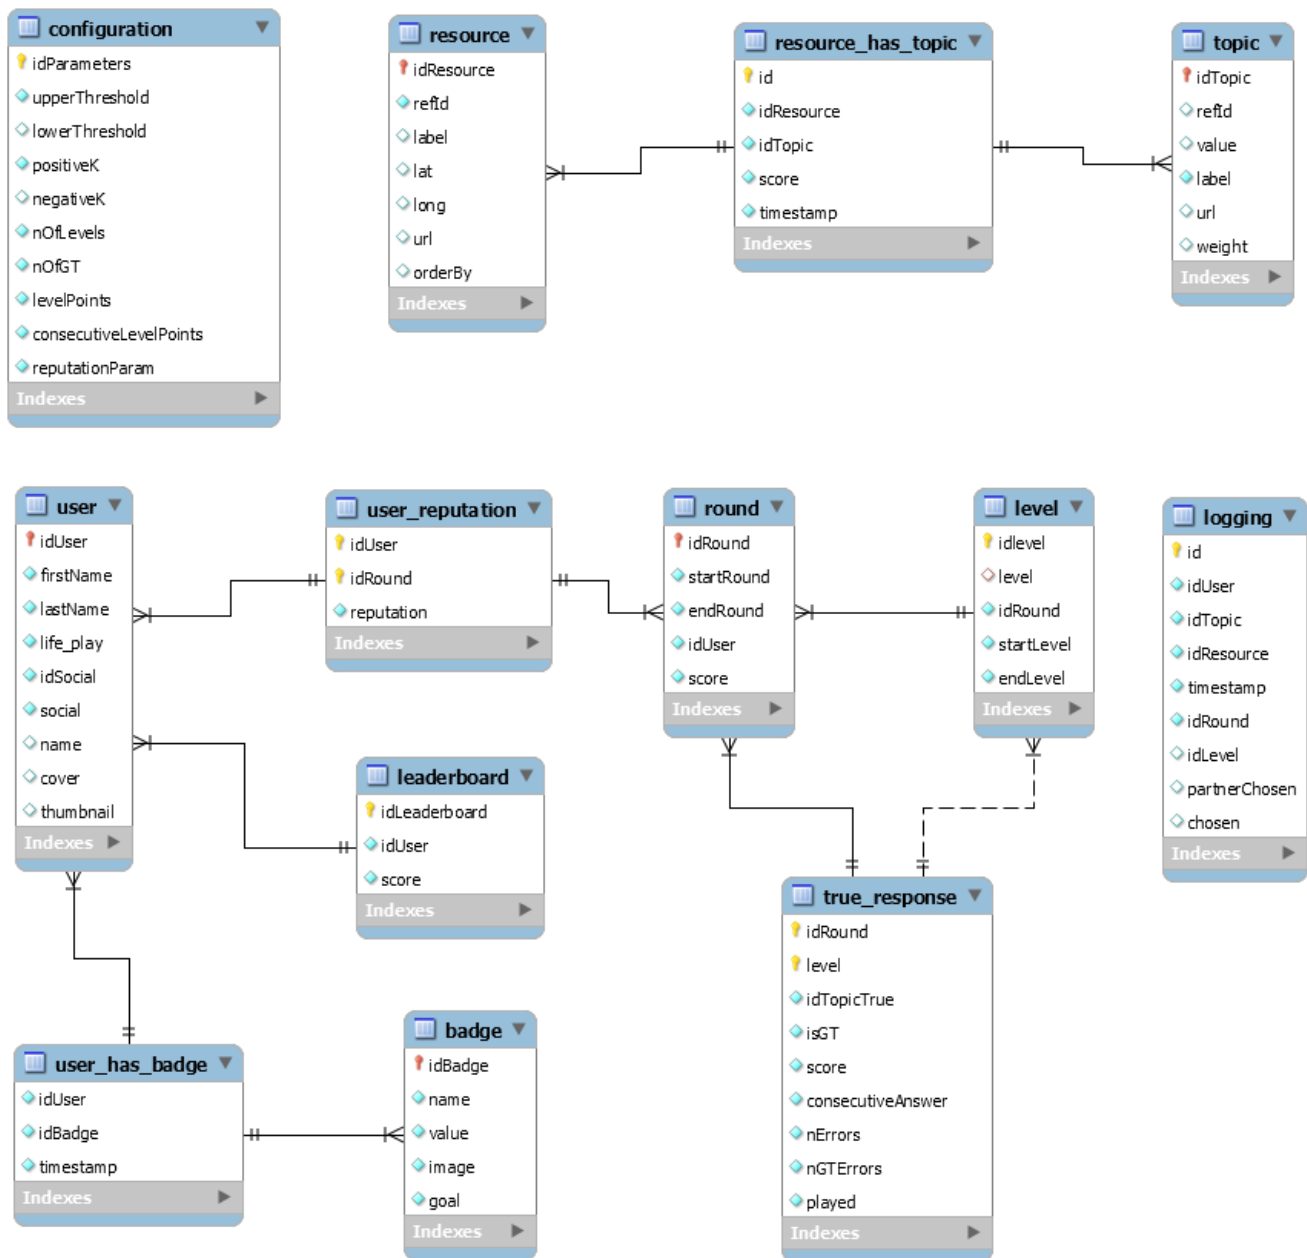 configuration
idParameters
upperThreshold
lowerThreshold
positiveK
negativeK
nOfLevels
nOfGT
levelPoints
consecutiveLevelPoints
reputationParam
Indexes
resource
idResource
refId
label
lat
long
url
orderBy
Indexes
resource_has_topic
id
idResource
idTopic
score
timestamp
Indexes
topic
idTopic
refId
value
label
url
weight
Indexes
user
idUser
firstName
lastName
life_play
idSocial
social
name
cover
thumbnail
Indexes
user_reputation
idUser
idRound
reputation
Indexes
round
idRound
startRound
endRound
idUser
score
Indexes
level
idlevel
level
idRound
startLevel
endLevel
Indexes
logging
id
idUser
idTopic
idResource
timestamp
idRound
idLevel
partnerChosen
chosen
Indexes
leaderboard
idLeaderboard
idUser
score
Indexes
true_response
idRound
level
idTopicTrue
isGT
score
consecutiveAnswer
nErrors
nGTErrors
played
Indexes
user_has_badge
idUser
idBadge
timestamp
Indexes
badge
idBadge
name
value
image
goal
Indexes